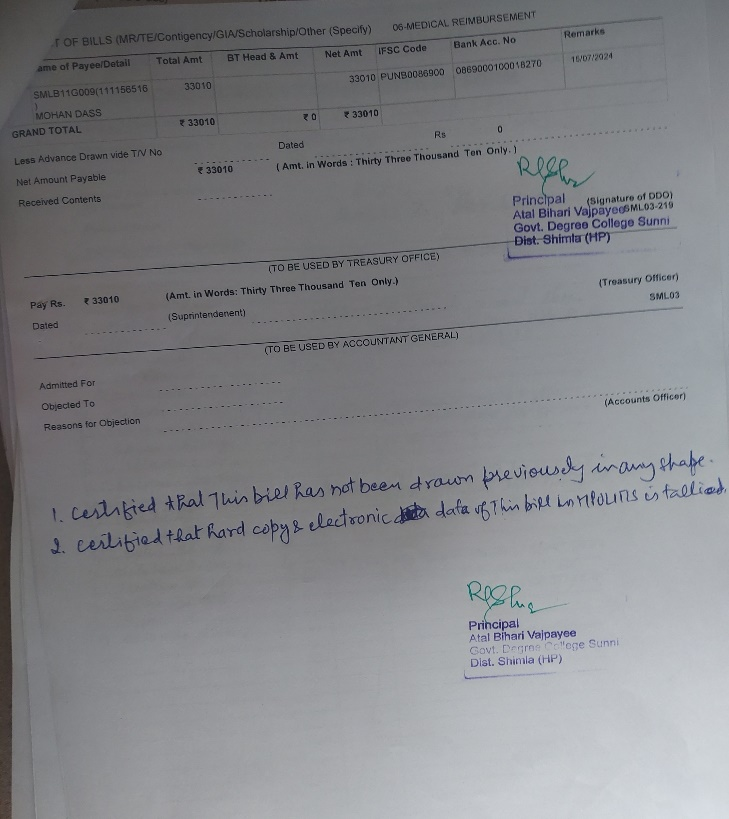 T OF BILLS (MR/TE/Contigency/GIA/Scholarship/Other (Specify) 06-MEDICAL REIMBURSEMENT
ame of Payee/Detail Total Amt BT Head & Amt Net Amt IFSC Code Bank Acc. No Remarks
SMLB11G009(111156516 33010 33010 PUNB0086900 0869000100018270 15/07/2024
)
MOHAN DASS
GRAND TOTAL ₹ 33010 ₹ 0 ₹ 33010
Less Advance Drawn vide T/V No Dated Rs 0
Net Amount Payable ₹ 33010 ( Amt. in Words : Thirty Three Thousand Ten Only. )
Received Contents
Principal (Signature of DDO)
Atal Bihari Vajpayee SML03-219
Govt. Degree College Sunni
Dist. Shimla (HP)
(TO BE USED BY TREASURY OFFICE)
Pay Rs. ₹ 33010 (Amt. in Words: Thirty Three Thousand Ten Only.) (Treasury Officer)
Dated (Suprintendenent) SML03
(TO BE USED BY ACCOUNTANT GENERAL)
Admitted For
Objected To
Reasons for Objection (Accounts Officer)
1. Certified that This bill has not been drawn previousely in any shape.
2. Certified that hard copy & electronic data of This bill in is tallied.
Principal
Atal Bihari Vajpayee
Govt. Degree College Sunni
Dist. Shimla (HP)